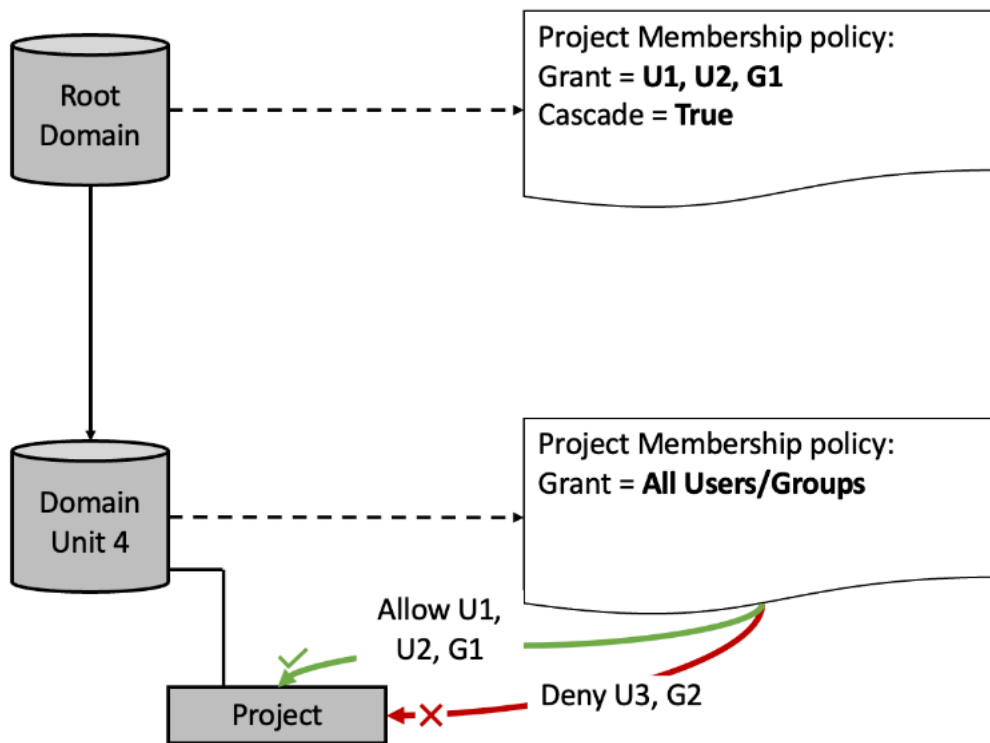 Root
Domain
Project Membership policy:
Grant = U1, U2, G1
Cascade = True
Domain
Unit 4
Project Membership policy:
Grant = All Users/Groups
Allow U1,
U2, G1
Deny U3, G2
Project